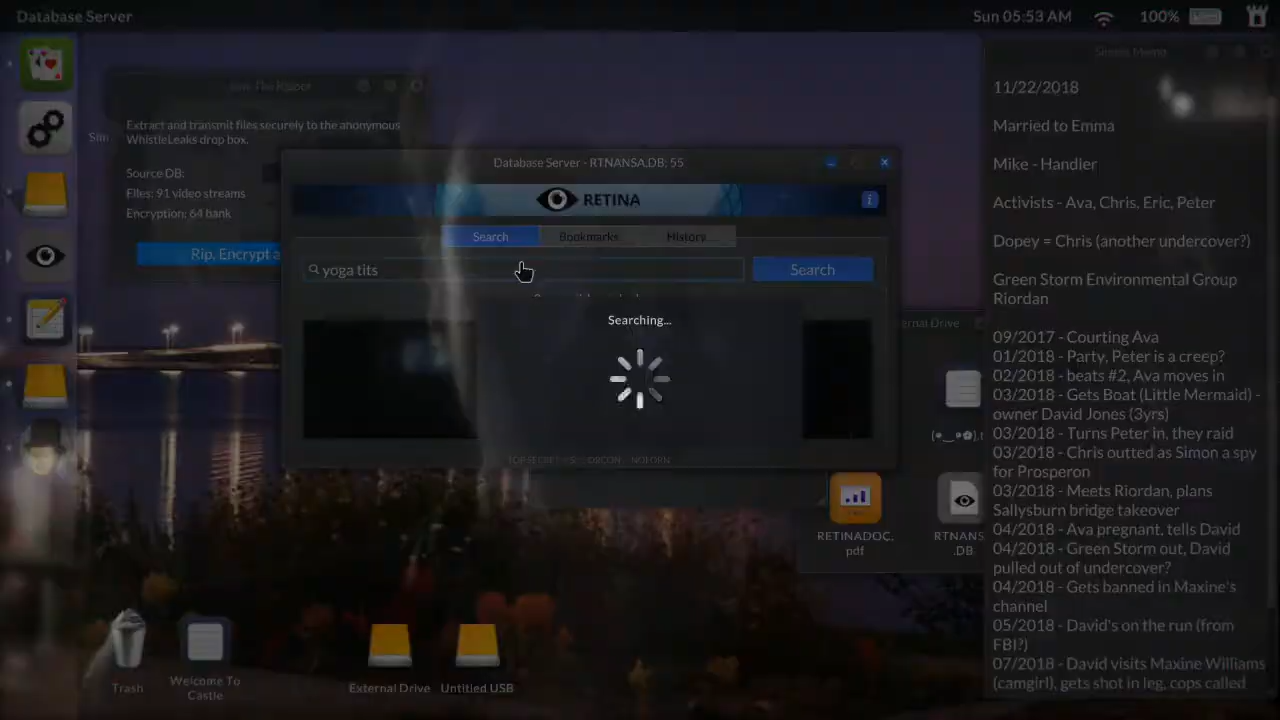 Database Server
Sun 05:53 AM
100%
Extract and transmit files securely to the anonymous
WhistleLeaks drop box.
Source DB:
Files: 91 video streams
Encryption: 64 bank
Rip, Encrypt a
Sim
Database Server - RTNANSA.DB; 55
RETINA
i
Search
Bookmarks
History
yoga tits
Search
Searching...
ernal Drive
RETINADOC.
pdf
RTNANS
.DB
Trash
Welcome To
Castle
External Drive
Untitled USB
11/22/2018
Married to Emma
Mike - Handler
Activists - Ava, Chris, Eric, Peter
Dopey = Chris (another undercover?)
Green Storm Environmental Group
Riordan
09/2017 - Courting Ava
01/2018 - Party, Peter is a creep?
02/2018 - beats #2, Ava moves in
03/2018 - Gets Boat (Little Mermaid) -
owner David Jones (3yrs)
03/2018 - Turns Peter in, they raid
03/2018 - Chris outted as Simon a spy
for Prosperon
03/2018 - Meets Riordan, plans
Sallysburn bridge takeover
04/2018 - Ava pregnant, tells David
04/2018 - Green Storm out, David
pulled out of undercover?
04/2018 - Gets banned in Maxine's
channel
05/2018 - David's on the run (from
FBI?)
07/2018 - David visits Maxine Williams
(camgirl), gets shot in leg, cops called